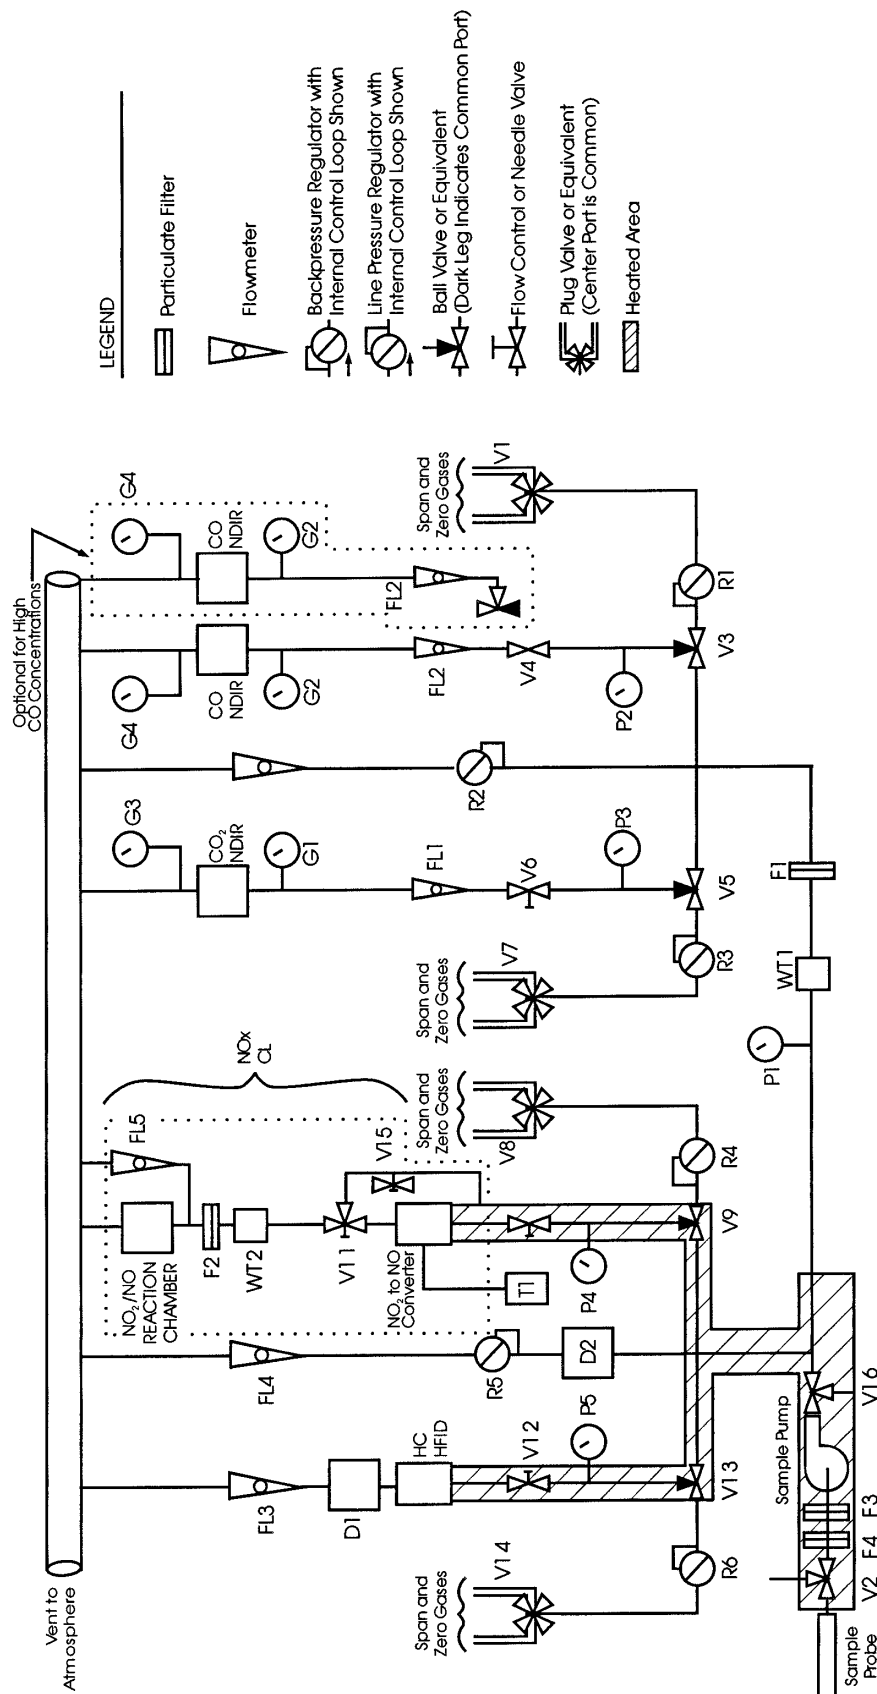 Vent to
Atmosphere
Optional for High
CO Concentrations
G4
G4
G3
CO
NDIR
CO
NDIR
CO2
NDIR
G2
G2
G1
FL2
FL2
FL1
V4
V6
P2
P3
Span and
Zero Gases
V1
R1
V3
R2
V5
R3
Span and
Zero Gases
V7
F1
WT1
P1
NOx
CL
FL5
NO2/NO
REACTION
CHAMBER
F2
WT2
V11
V15
NO2 to NO
Converter
T1
P4
Span and
Zero Gases
V8
R4
V9
FL4
R5
D2
FL3
D1
HC
HFID
V12
P5
V13
Span and
Zero Gases
V14
R6
Sample Pump
V16
F3
F4
V2
Sample
Probe
LEGEND
Particulate Filter
Flowmeter
Backpressure Regulator with
Internal Control Loop Shown
Line Pressure Regulator with
Internal Control Loop Shown
Ball Valve or Equivalent
(Dark Leg Indicates Common Port)
Flow Control or Needle Valve
Plug Valve or Equivalent
(Center Port is Common)
Heated Area